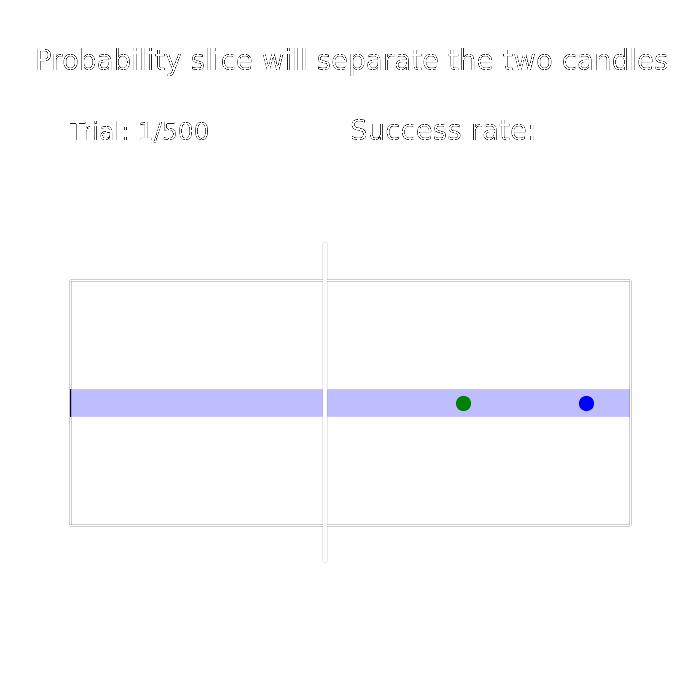 Probability slice will separate the two candles
Trial: 1/500
Success rate: